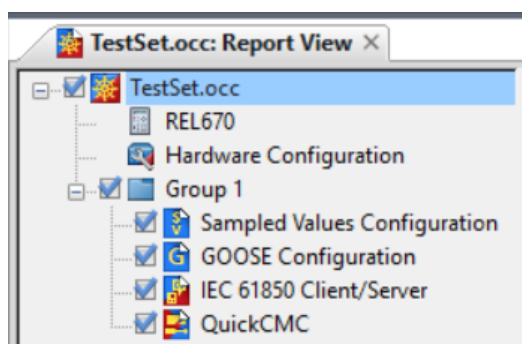 TestSet.occ: Report View
TestSet.occ
REL670
Hardware Configuration
Group 1
Sampled Values Configuration
GOOSE Configuration
IEC 61850 Client/Server
QuickCMC